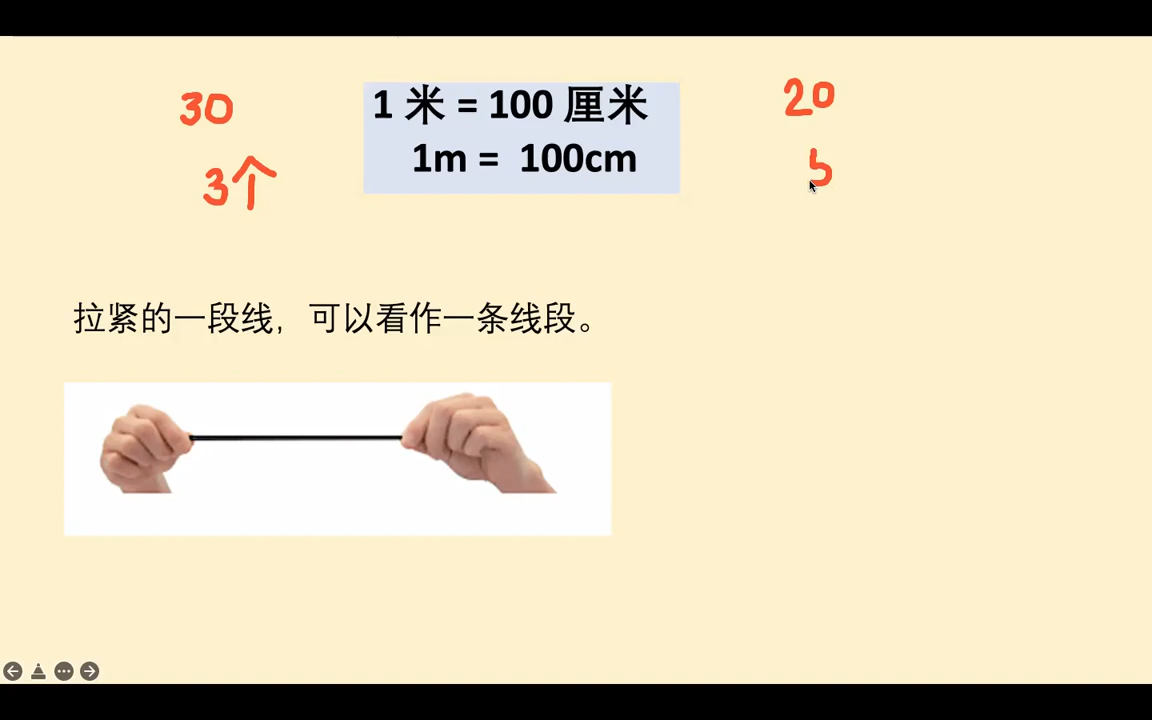 30
3个
1 米 = 100 厘米
1m = 100cm
20
5
拉紧的一段线，可以看作一条线段。